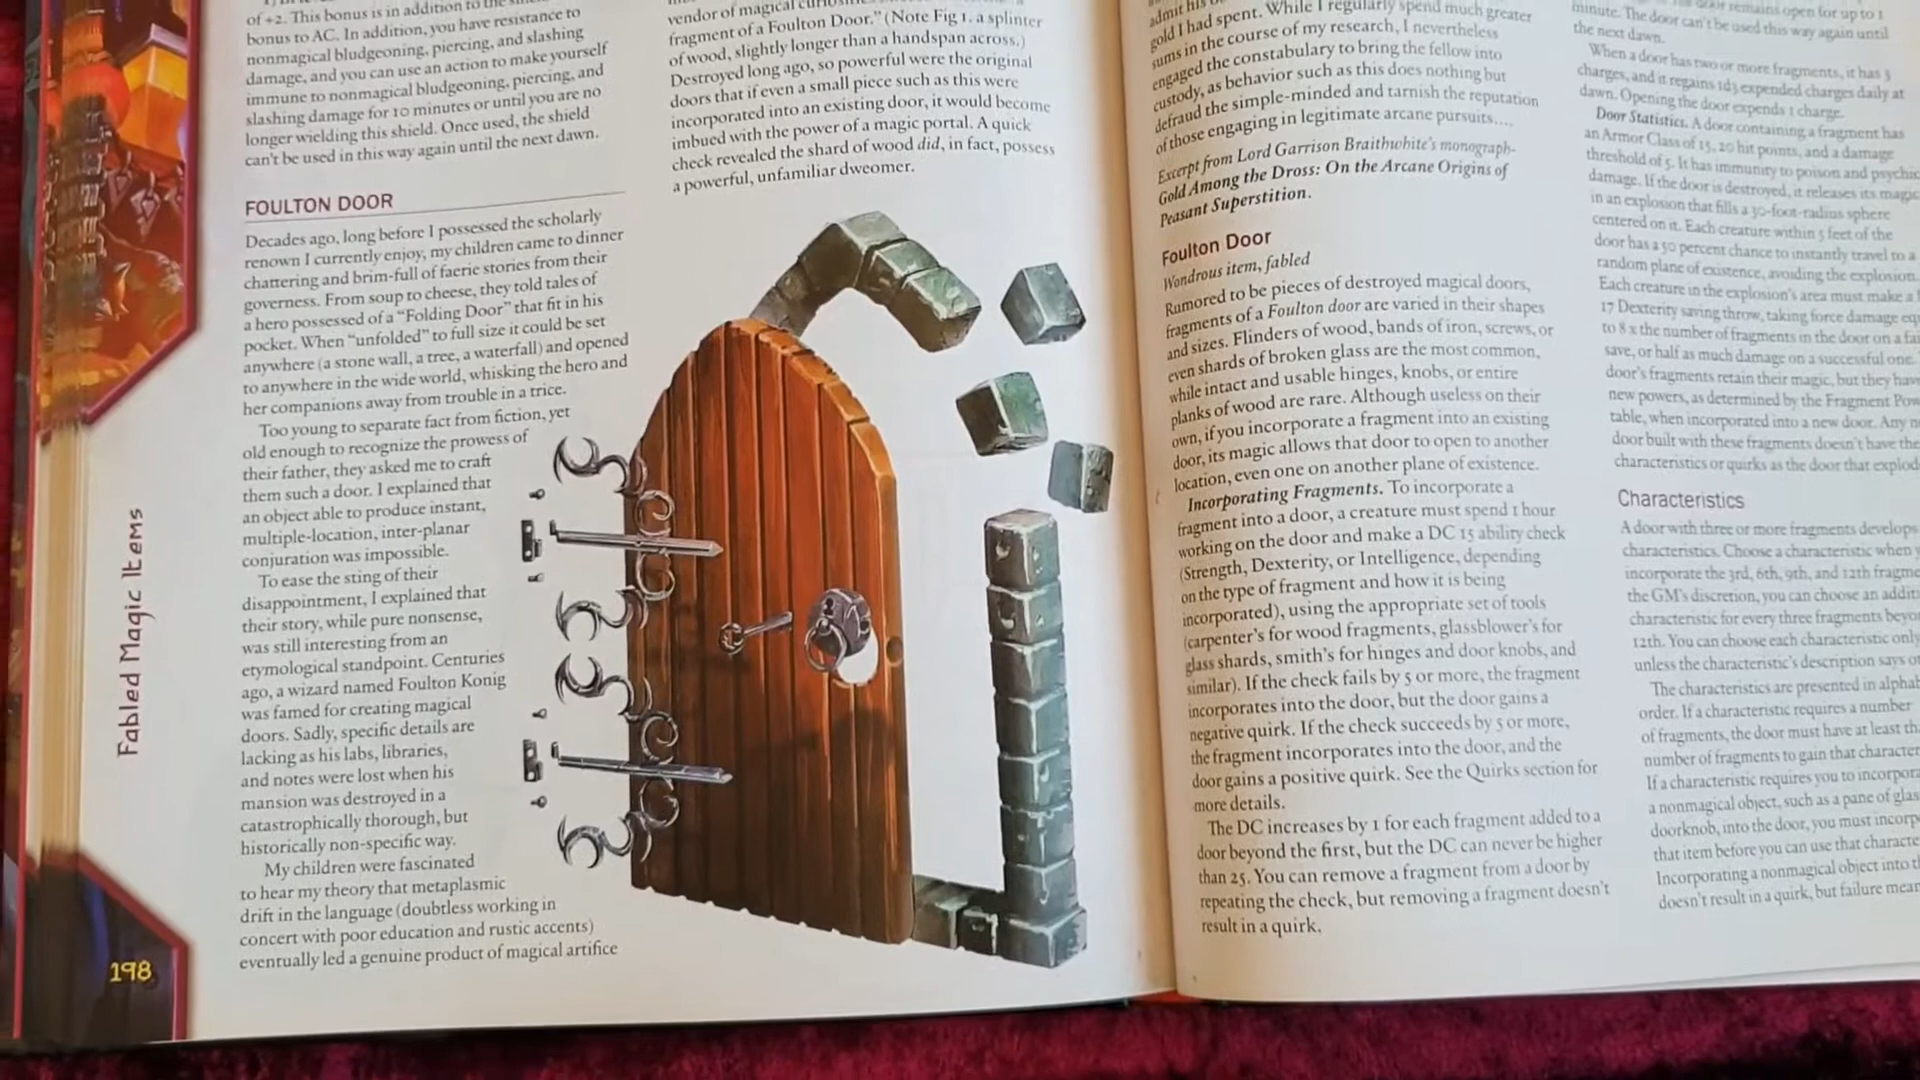 of +2. This bonus is in addition to the
bonus to AC. In addition, you have resistance to
nonmagical bludgeoning, piercing, and slashing
damage, and you can use an action to make yourself
immune to nonmagical bludgeoning, piercing, and
slashing damage for 10 minutes or until you are no
longer wielding this shield. Once used, the shield
can't be used in this way again until the next dawn.
FOULTON DOOR
Decades ago, long before I possessed the scholarly
renown I currently enjoy, my children came to dinner
chattering and brim-full of faerie stories from their
governess. From soup to cheese, they told tales of
a hero possessed of a “Folding Door” that fit in his
pocket. When “unfolded” to full size it could be set
anywhere (a stone wall, a tree, a waterfall) and opened
to anywhere in the wide world, whisking the hero and
her companions away from trouble in a trice.
Too young to separate fact from fiction, yet
old enough to recognize the prowess of
their father, they asked me to craft
them such a door. I explained that
an object able to produce instant,
multiple-location, inter-planar
conjuration was impossible.
To ease the sting of their
disappointment, I explained that
their story, while pure nonsense,
was still interesting from an
etymological standpoint. Centuries
ago, a wizard named Foulton Konig
was famed for creating magical
doors. Sadly, specific details are
lacking as his labs, libraries,
and notes were lost when his
mansion was destroyed in a
catastrophically thorough, but
historically non-specific way.
My children were fascinated
to hear my theory that metaplasmic
drift in the language (doubtless working in
concert with poor education and rustic accents)
eventually led a genuine product of magical artifice
vendor of magical
fragment of a Foulton Door.” (Note Fig 1. a splinter
of wood, slightly longer than a handspan across.)
Destroyed long ago, so powerful were the original
doors that if even a small piece such as this were
incorporated into an existing door, it would become
imbued with the power of a magic portal. A quick
check revealed the shard of wood did, in fact, possess
a powerful, unfamiliar dweomer.
Fabled Magic Items
198
admit his
gold I had spent. While I regularly spend much greater
sums in the course of my research, I nevertheless
engaged the constabulary to bring the fellow into
custody, as behavior such as this does nothing but
defraud the simple-minded and tarnish the reputation
of those engaging in legitimate arcane pursuits....
Excerpt from Lord Garrison Braithwhite's monograph-
Gold Among the Dross: On the Arcane Origins of
Peasant Superstition.
Foulton Door
Wondrous item, fabled
Rumored to be pieces of destroyed magical doors,
fragments of a Foulton door are varied in their shapes
and sizes. Flinders of wood, bands of iron, screws, or
even shards of broken glass are the most common,
while intact and usable hinges, knobs, or entire
planks of wood are rare. Although useless on their
own, if you incorporate a fragment into an existing
door, its magic allows that door to open to another
location, even one on another plane of existence.
Incorporating Fragments. To incorporate a
fragment into a door, a creature must spend 1 hour
working on the door and make a DC 15 ability check
(Strength, Dexterity, or Intelligence, depending
on the type of fragment and how it is being
incorporated), using the appropriate set of tools
(carpenter's for wood fragments, glassblower's for
glass shards, smith's for hinges and door knobs, and
similar). If the check fails by 5 or more, the fragment
incorporates into the door, but the door gains a
negative quirk. If the check succeeds by 5 or more,
the fragment incorporates into the door, and the
door gains a positive quirk. See the Quirks section for
more details.
The DC increases by 1 for each fragment added to a
door beyond the first, but the DC can never be higher
than 25. You can remove a fragment from a door by
repeating the check, but removing a fragment doesn't
result in a quirk.
door remains open for up to 1
minute. The door can't be used this way again until
the next dawn.
When a door has two or more fragments, it has 3
charges, and it regains 1d3 expended charges daily at
dawn. Opening the door expends 1 charge.
Door Statistics. A door containing a fragment has
an Armor Class of 15, 20 hit points, and a damage
threshold of 5. It has immunity to poison and psychic
damage. If the door is destroyed, it releases its magic
in an explosion that fills a 30-foot-radius sphere
centered on it. Each creature within 5 feet of the
door has a 50 percent chance to instantly travel to a
random plane of existence, avoiding the explosion.
Each creature in the explosion's area must make a
17 Dexterity saving throw, taking force damage
to 8 x the number of fragments in the door on a
save, or half as much damage on a successful one.
door's fragments retain their magic, but they have
new powers, as determined by the Fragment
table, when incorporated into a new door. Any
door built with these fragments doesn't have the
characteristics or quirks as the door that
Characteristics
A door with three or more fragments develops
characteristics. Choose a characteristic when
incorporate the 3rd, 6th, 9th, and 12th
the GM's discretion, you can choose an
characteristic for every three fragments
12th. You can choose each characteristic only
unless the characteristic's description says
The characteristics are presented in
order. If a characteristic requires a number
of fragments, the door must have at least
number of fragments to gain that
If a characteristic requires you to
a nonmagical object, such as a pane of
doorknob, into the door, you must
that item before you can use that
Incorporating a nonmagical object into
doesn't result in a quirk, but failure